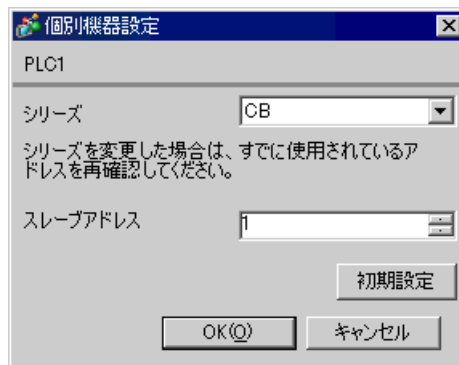 個別機器設定
PLC1
シリーズ
CB
シリーズを変更した場合は、すでに使用されているア
ドレスを再確認してください。
スレーブアドレス
1
初期設定
OK(O)
キャンセル